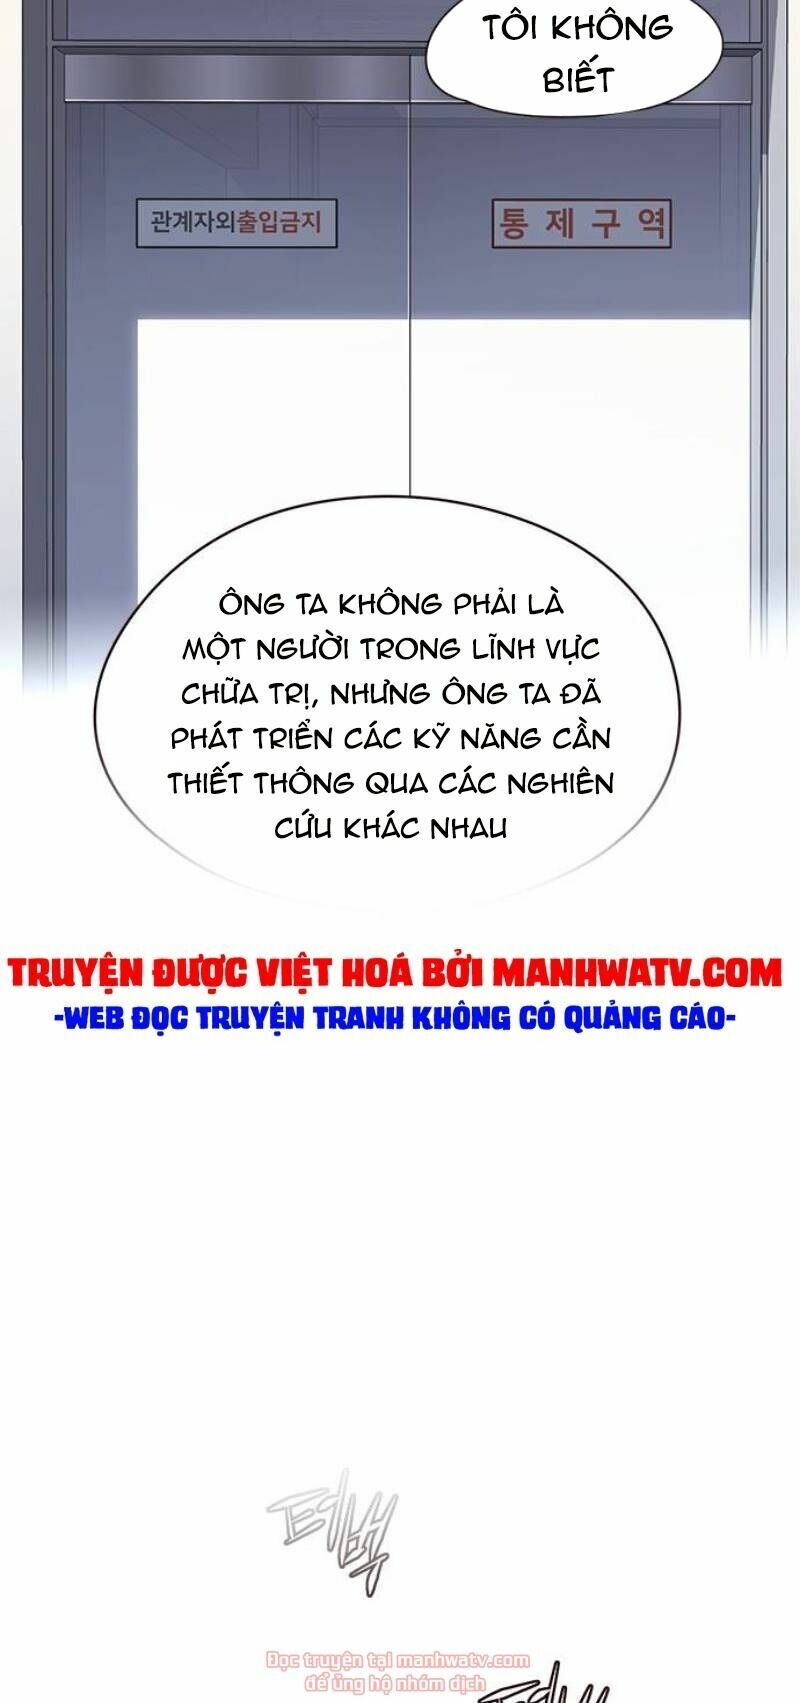 TÔI KHÔNG
BIẾT
관계자외출입금지
통제구역
ÔNG TA KHÔNG PHẢI LÀ
MỘT NGƯỜI TRONG LĨNH VỰC
CHỮA TRỊ, NHƯNG ÔNG TA ĐÃ
PHÁT TRIỂN CÁC KỸ NĂNG CẦN
THIẾT THÔNG QUA CÁC NGHIÊN
CỨU KHÁC NHAU
TRUYỆN ĐƯỢC VIỆT HOÁ BỞI MANHWATV.COM
-WEB ĐỌC TRUYỆN TRANH KHÔNG CÓ QUẢNG CÁO-
터벅
Đọc truyện tại manhwatv.com
để ủng hộ nhóm dịch